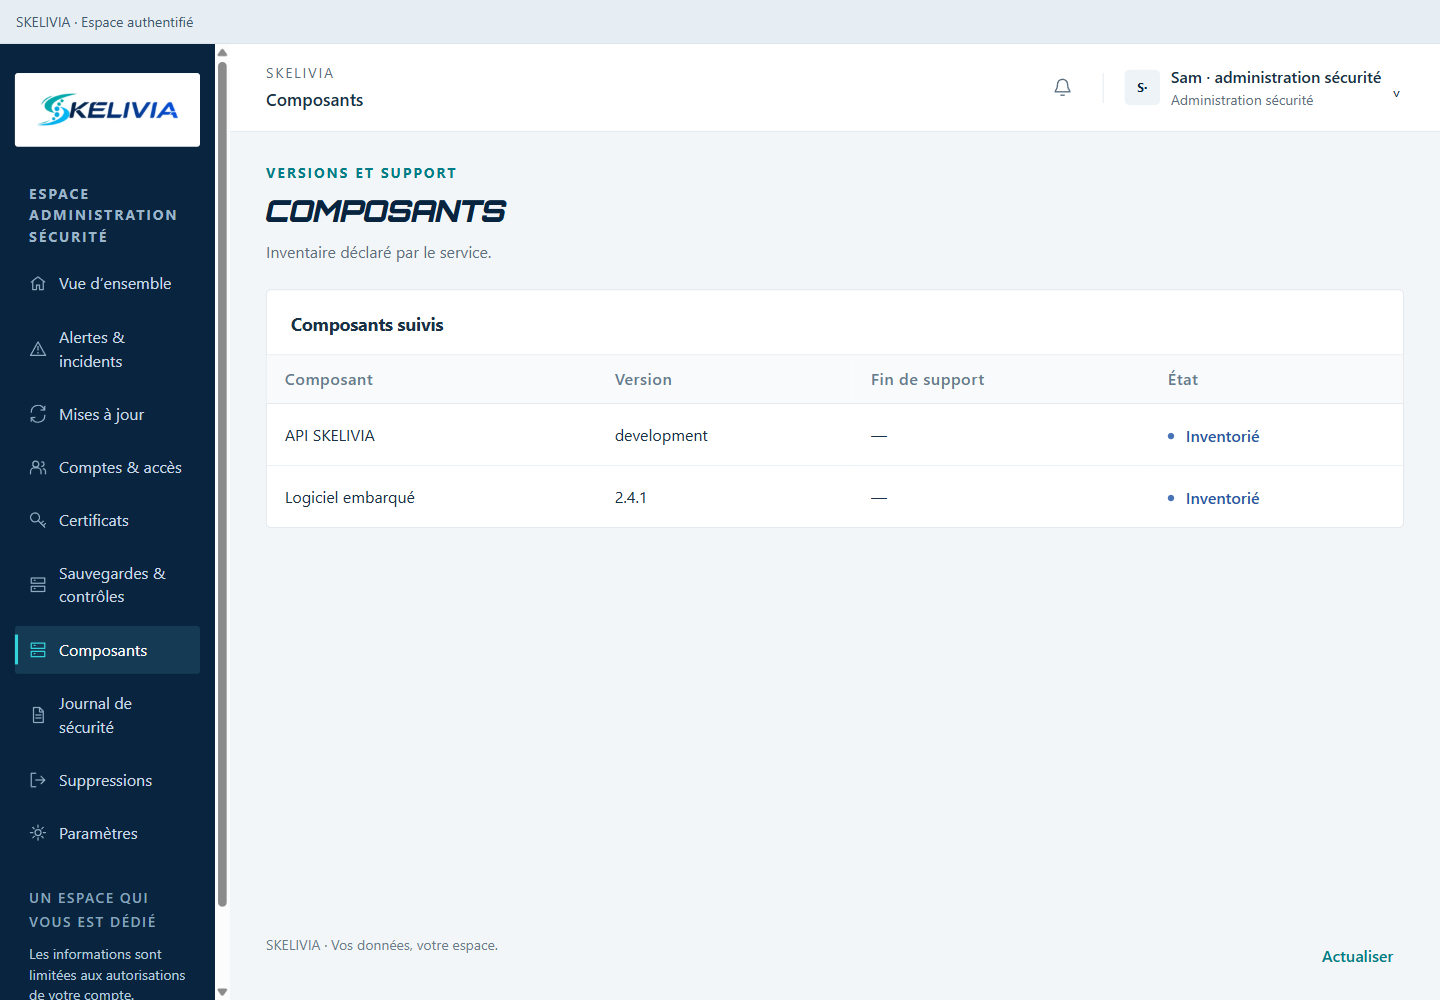 SKELIVIA · Espace authentifié
SKELIVIA
ESPACE
ADMINISTRATION
SÉCURITÉ
Vue d’ensemble
Alertes &
incidents
Mises à jour
Comptes & accès
Certificats
Sauvegardes &
contrôles
Composants
Journal de
sécurité
Suppressions
Paramètres
UN ESPACE QUI
VOUS EST DÉDIÉ
Les informations sont
limitées aux autorisations
de votre compte.
SKELIVIA
Composants
S·
Sam · administration sécurité
Administration sécurité
v
VERSIONS ET SUPPORT
COMPOSANTS
Inventaire déclaré par le service.
Composants suivis
Composant Version Fin de support État
API SKELIVIA development — Inventorié
Logiciel embarqué 2.4.1 — Inventorié
SKELIVIA · Vos données, votre espace.
Actualiser